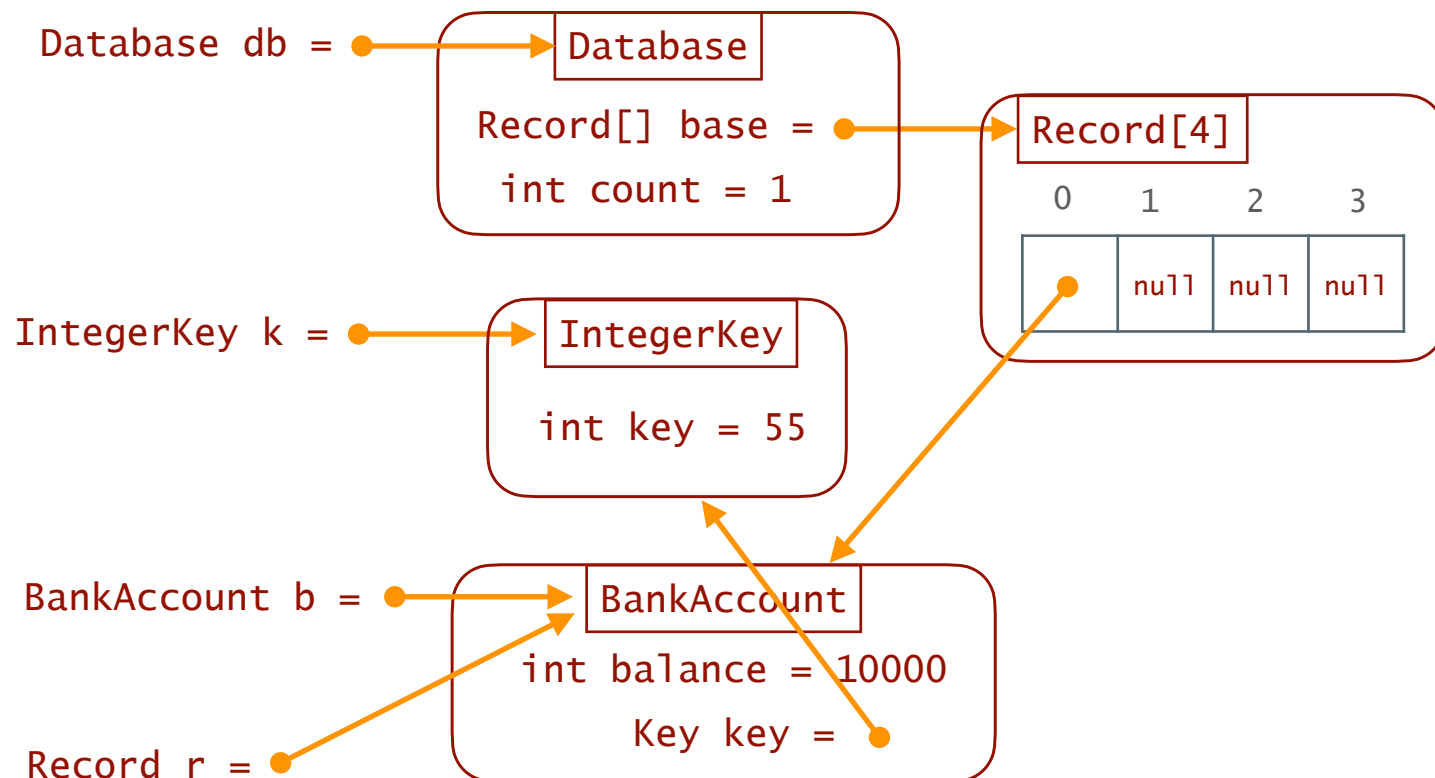 Database db =
Database
Record[] base =
int count = 1
Record[4]
0 1 2 3
null null null
IntegerKey k =
IntegerKey
int key = 55
BankAccount b =
BankAccount
int balance = 10000
Key key =
Record r =